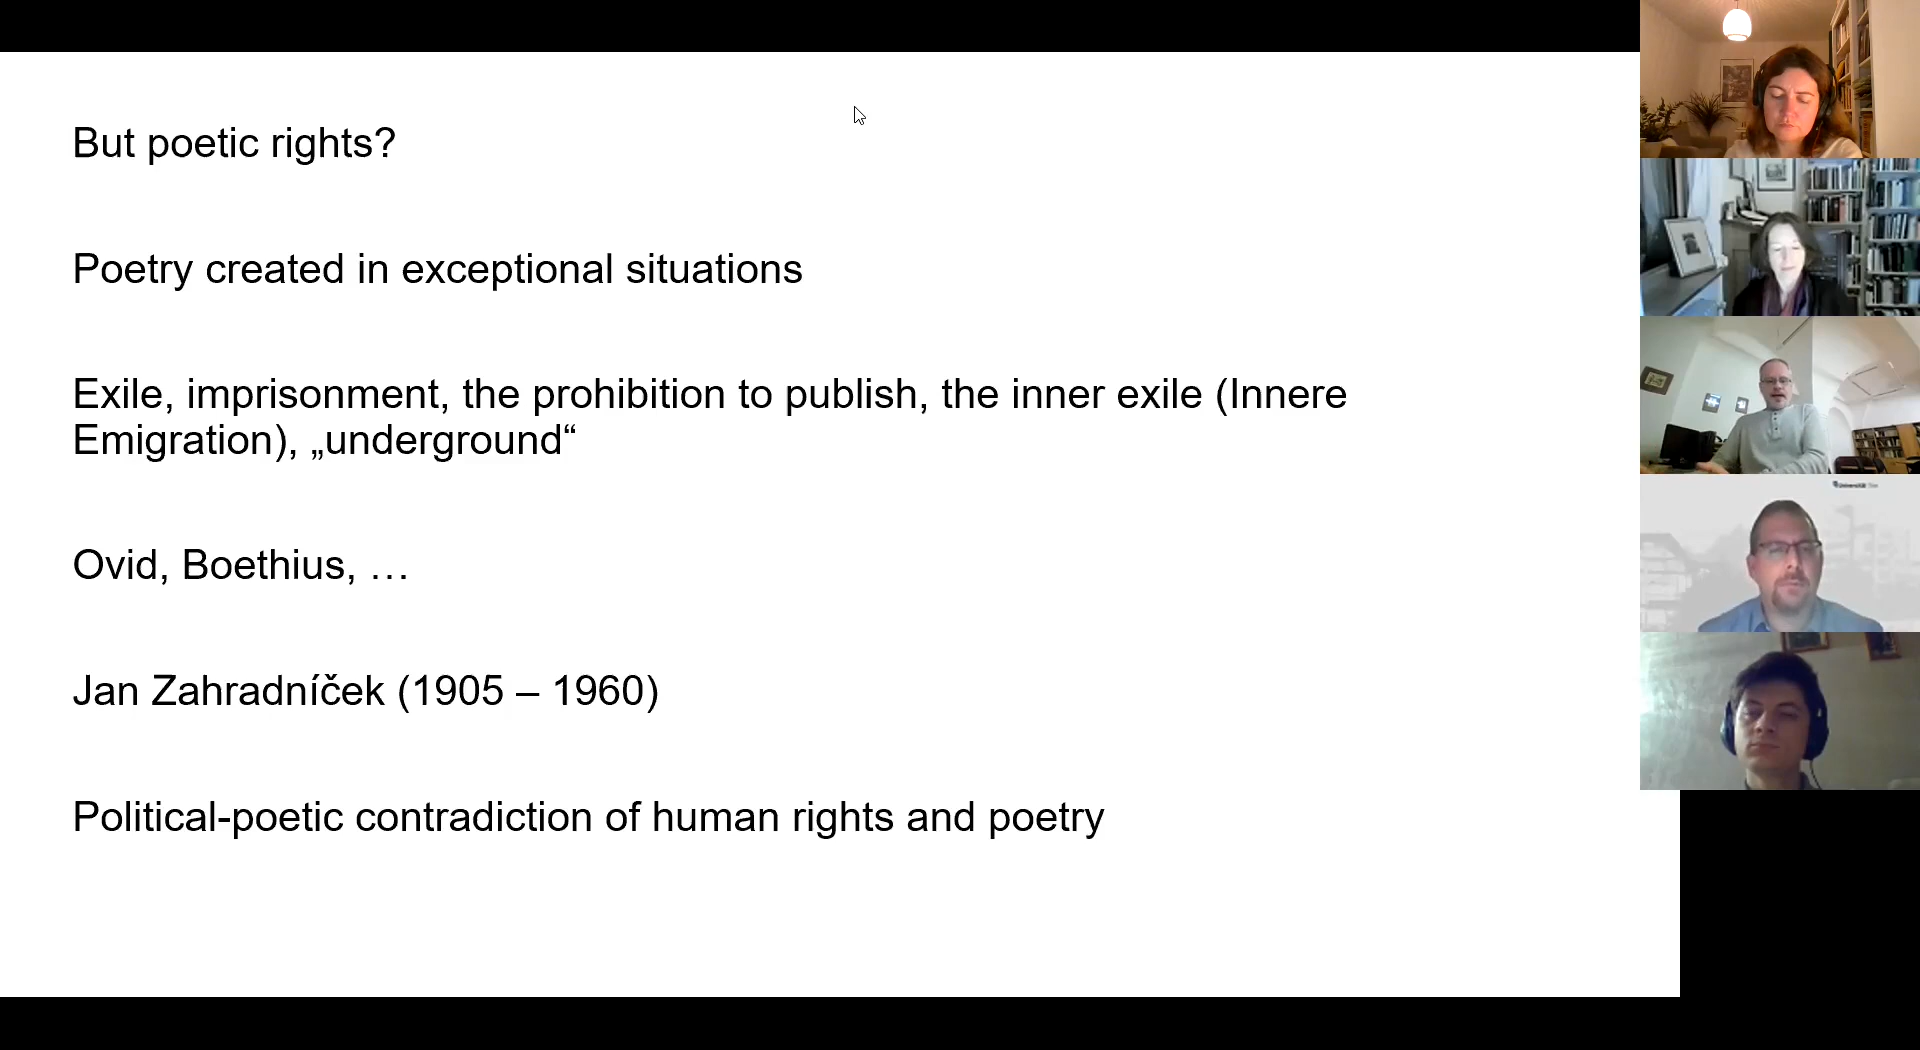 But poetic rights?
Poetry created in exceptional situations
Exile, imprisonment, the prohibition to publish, the inner exile (Innere
Emigration), „underground“
Ovid, Boethius, …
Jan Zahradníček (1905 – 1960)
Political-poetic contradiction of human rights and poetry